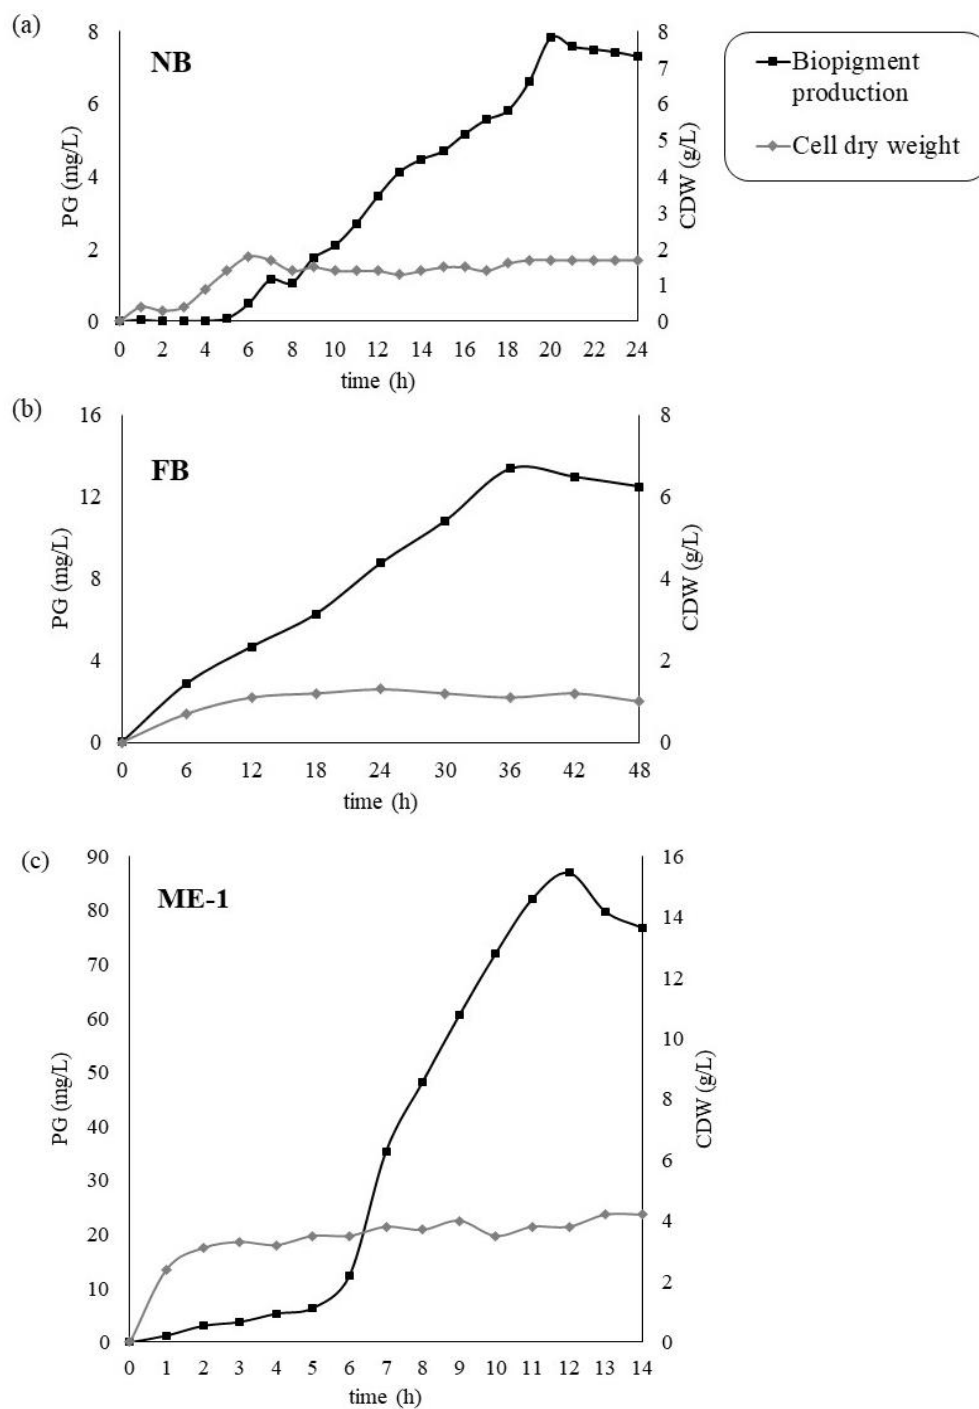 (a)
NB
8
6
4
2
0
PG (mg/L)
8
7
6
5
4
3
2
1
0
CDW (g/L)
0 2 4 6 8 10 12 14 16 18 20 22 24
time (h)
Biopigment
production
Cell dry weight
(b)
FB
16
12
8
4
0
PG (mg/L)
8
6
4
2
0
CDW (g/L)
0 6 12 18 24 30 36 42 48
time (h)
(c)
ME-1
90
80
70
60
50
40
30
20
10
0
PG (mg/L)
16
14
12
10
8
6
4
2
0
CDW (g/L)
0 1 2 3 4 5 6 7 8 9 10 11 12 13 14
time (h)